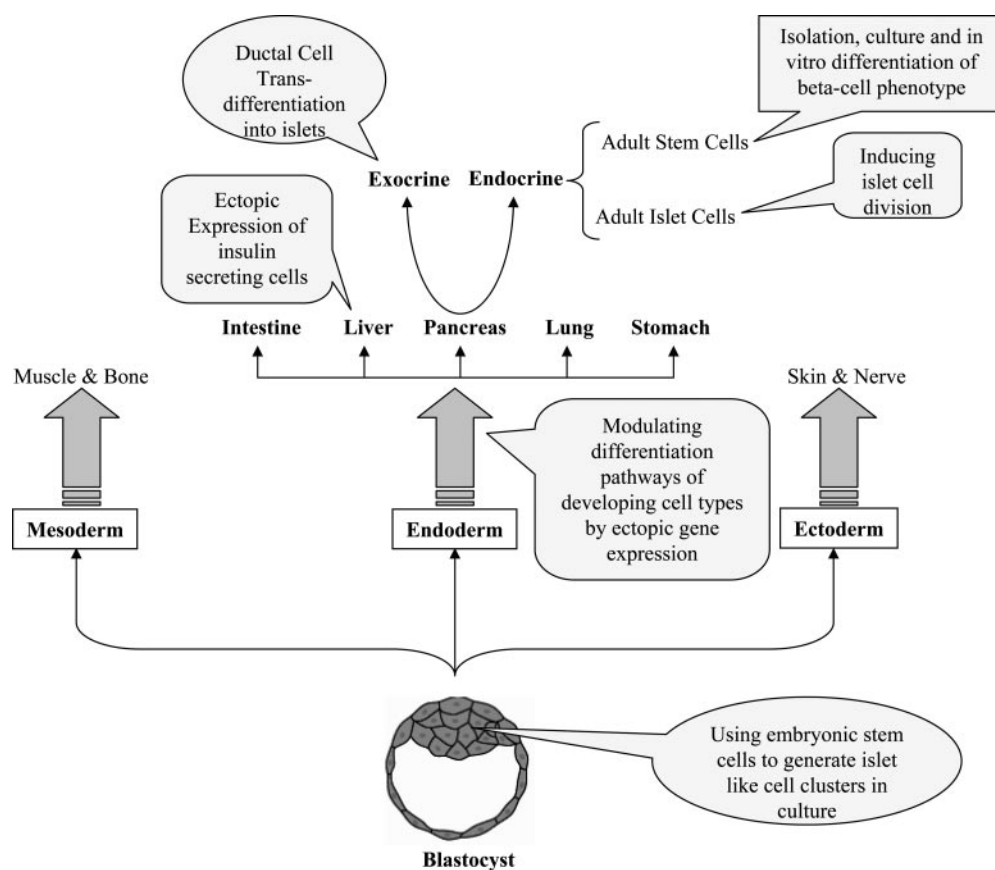 Ductal Cell
Trans-
differentiation
into islets
Isolation, culture and in
vitro differentiation of
beta-cell phenotype
Adult Stem Cells
Exocrine
Endocrine
Inducing
islet cell
division
Adult Islet Cells
Ectopic
Expression of
insulin
secreting cells
Intestine
Liver
Pancreas
Lung
Stomach
Muscle & Bone
Skin & Nerve
Modulating
differentiation
pathways of
developing cell types
by ectopic gene
expression
Mesoderm
Endoderm
Ectoderm
Using embryonic stem
cells to generate islet
like cell clusters in
culture
Blastocyst